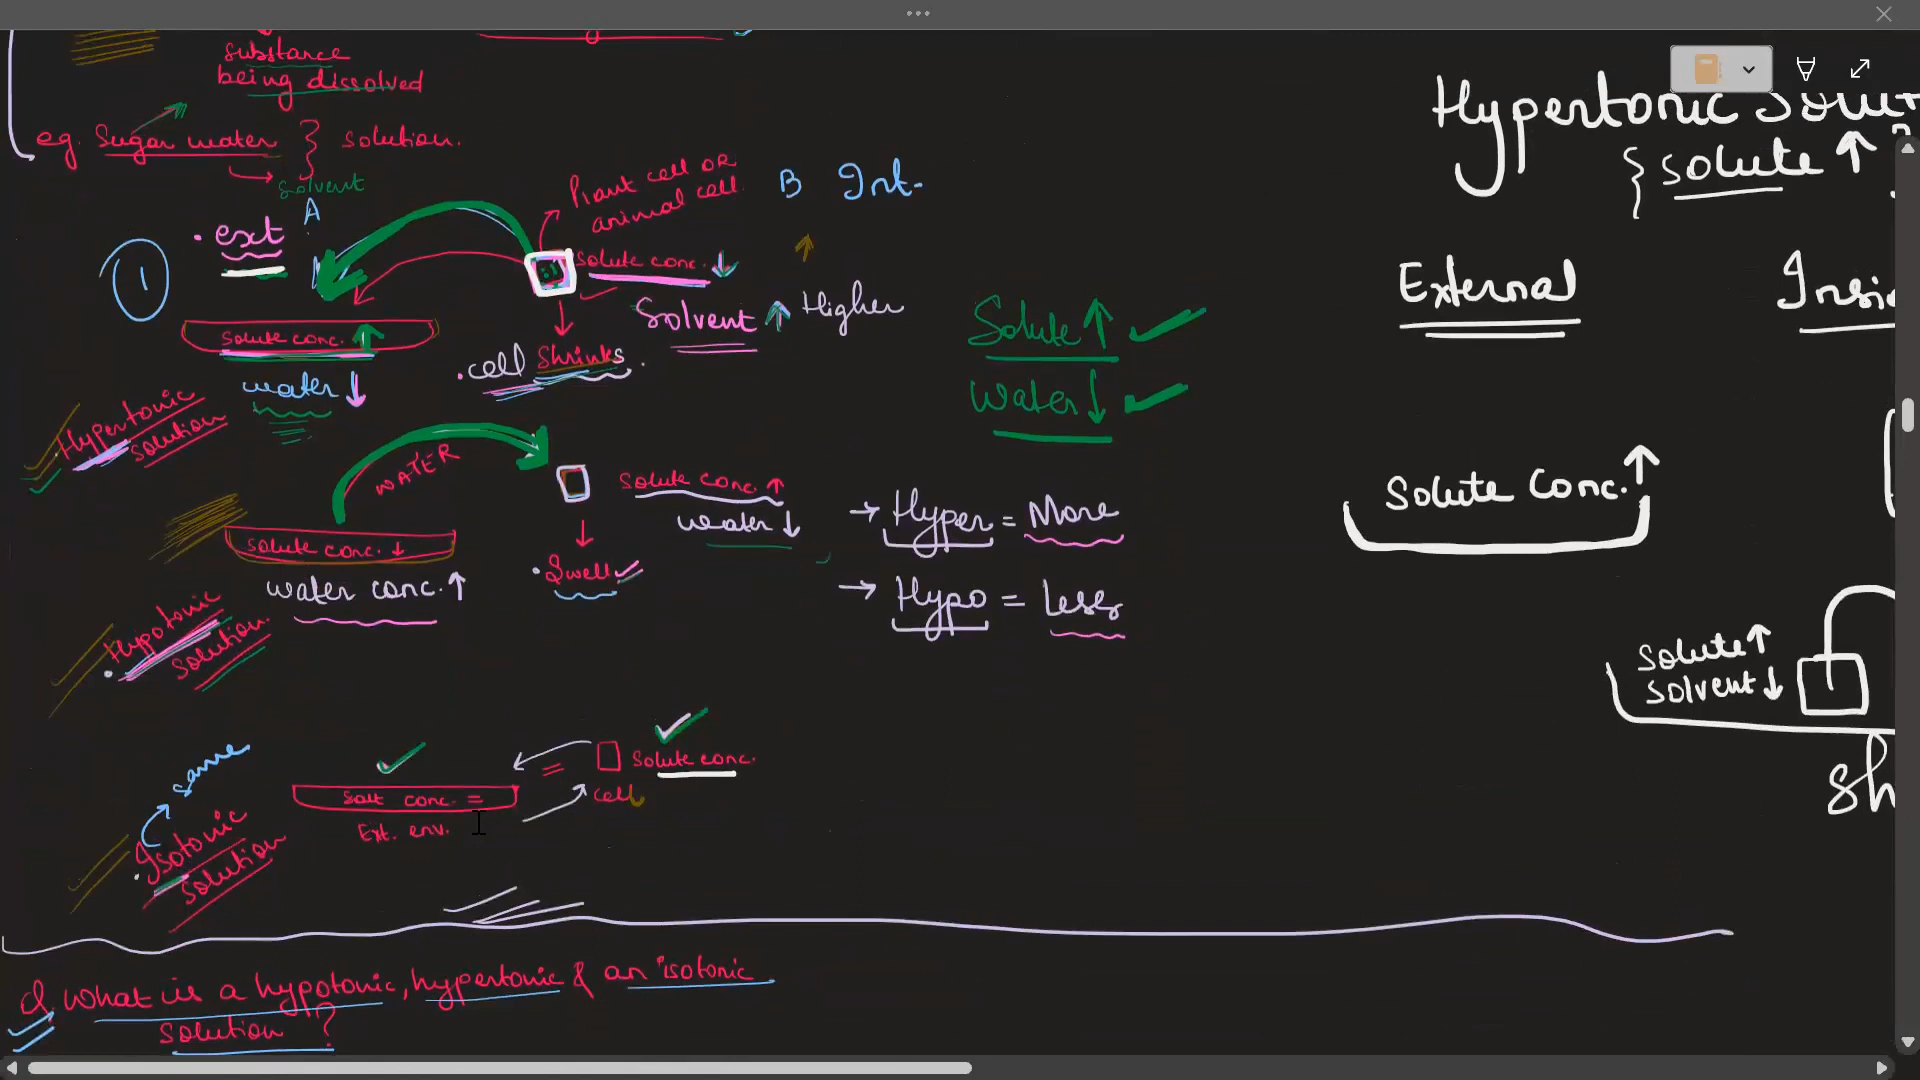 substance
being dissolved
eg. Sugar water } solution.
solvent
A
Plant cell OR
animal cell.
B Int.
1
ext
Solute conc. ↓
Solvent ↑ Higher
Solute conc. ↑
water ↓
cell shrinks.
Hypertonic
solution
Solute ↑
Water ↓
WATER
Solute conc. ↑
water ↓
Solute conc. ↓
water conc. ↑
Swell
Hypotonic
solution.
→ Hyper = More
→ Hypo = Less
same
Salt conc. =
Ext. env.
=
Solute conc.
cell
Isotonic
solution
Q. What is a hypotonic, hypertonic & an isotonic
solution ?
Hypertonic
{ solute ↑
External
Solute Conc. ↑
Solute ↑
Solvent ↓